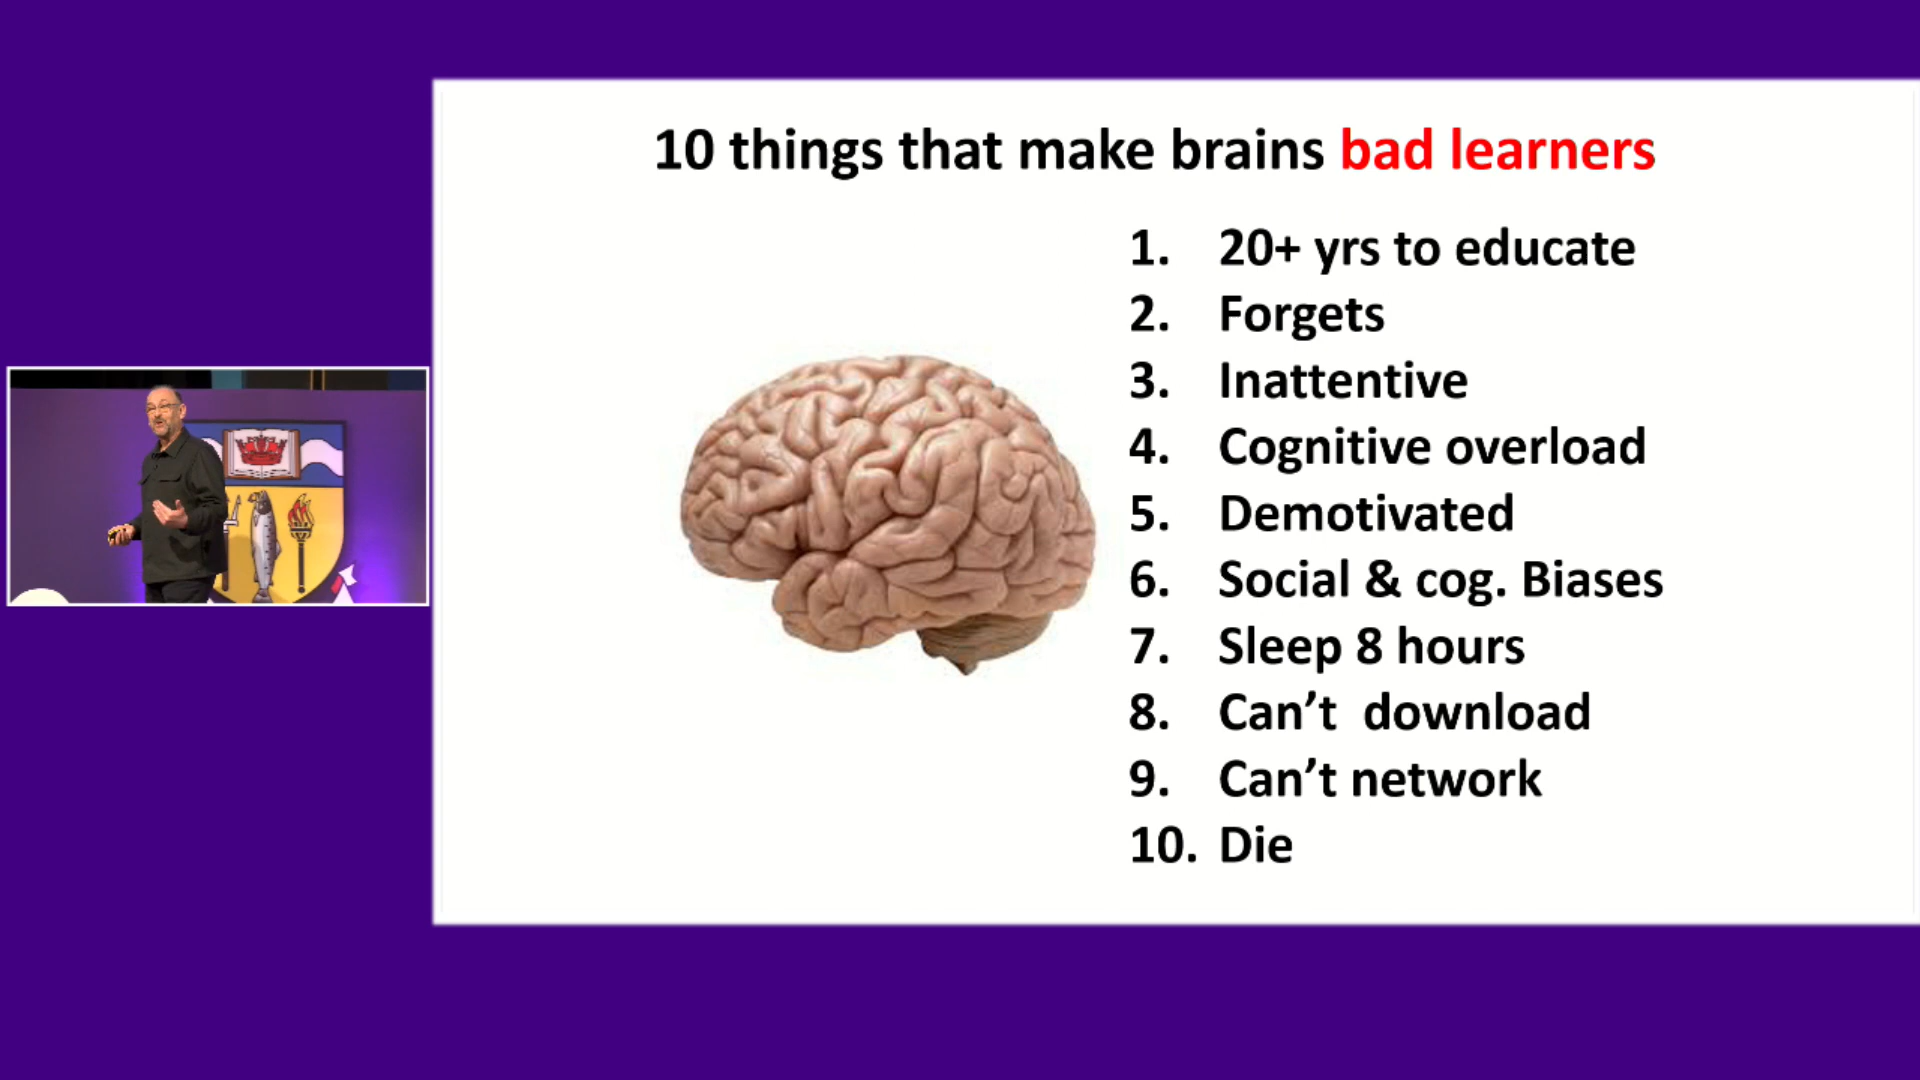 10 things that make brains bad learners
1. 20+ yrs to educate
2. Forgets
3. Inattentive
4. Cognitive overload
5. Demotivated
6. Social & cog. Biases
7. Sleep 8 hours
8. Can’t  download
9. Can’t network
10. Die